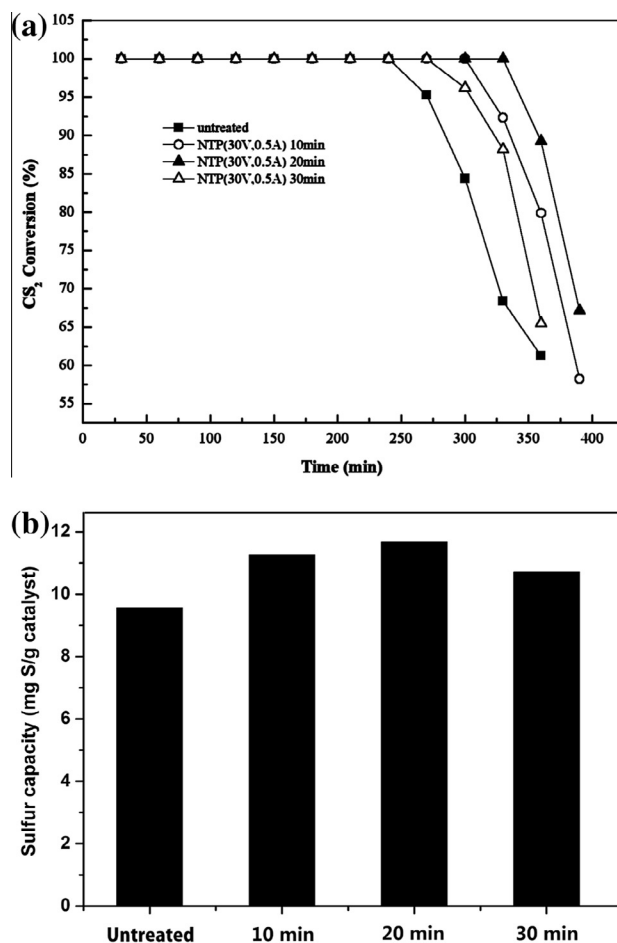 (a)
105
100
95
90
85
80
75
70
65
60
55
CS2 Conversion (%)
untreated
NTP(30V,0.5A) 10min
NTP(30V,0.5A) 20min
NTP(30V,0.5A) 30min
0 50 100 150 200 250 300 350 400
Time (min)
(b)
12
10
8
6
4
2
0
Sulfur capacity (mg S/g catalyst)
Untreated 10 min 20 min 30 min